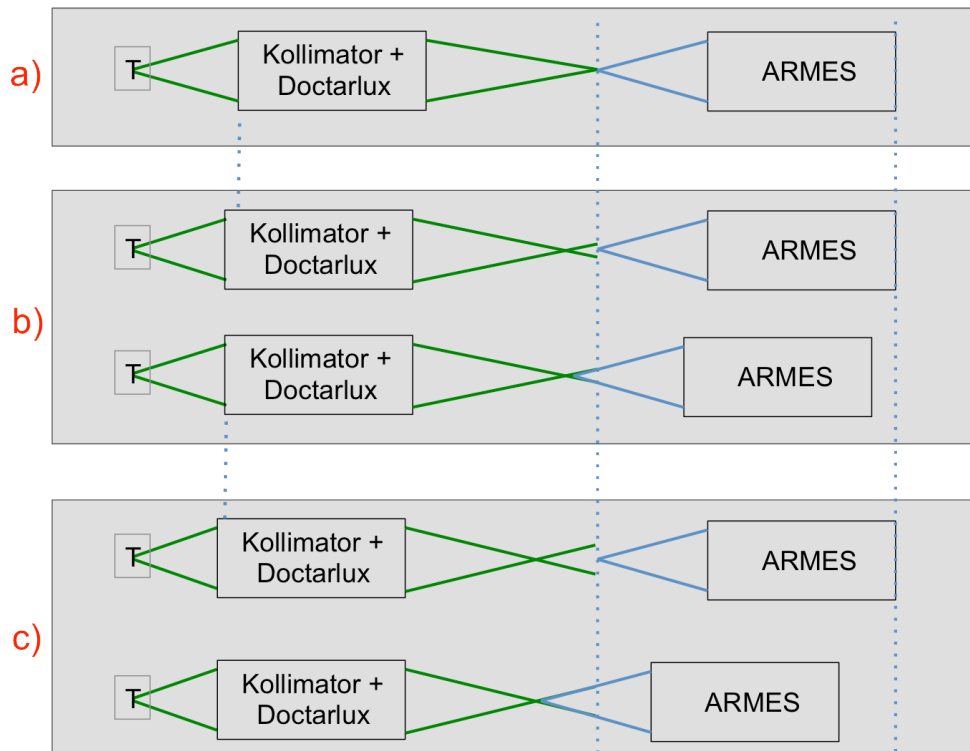 a)
T
Kollimator +
Doctarlux
ARMES
b)
T
Kollimator +
Doctarlux
ARMES
T
Kollimator +
Doctarlux
ARMES
c)
T
Kollimator +
Doctarlux
ARMES
T
Kollimator +
Doctarlux
ARMES